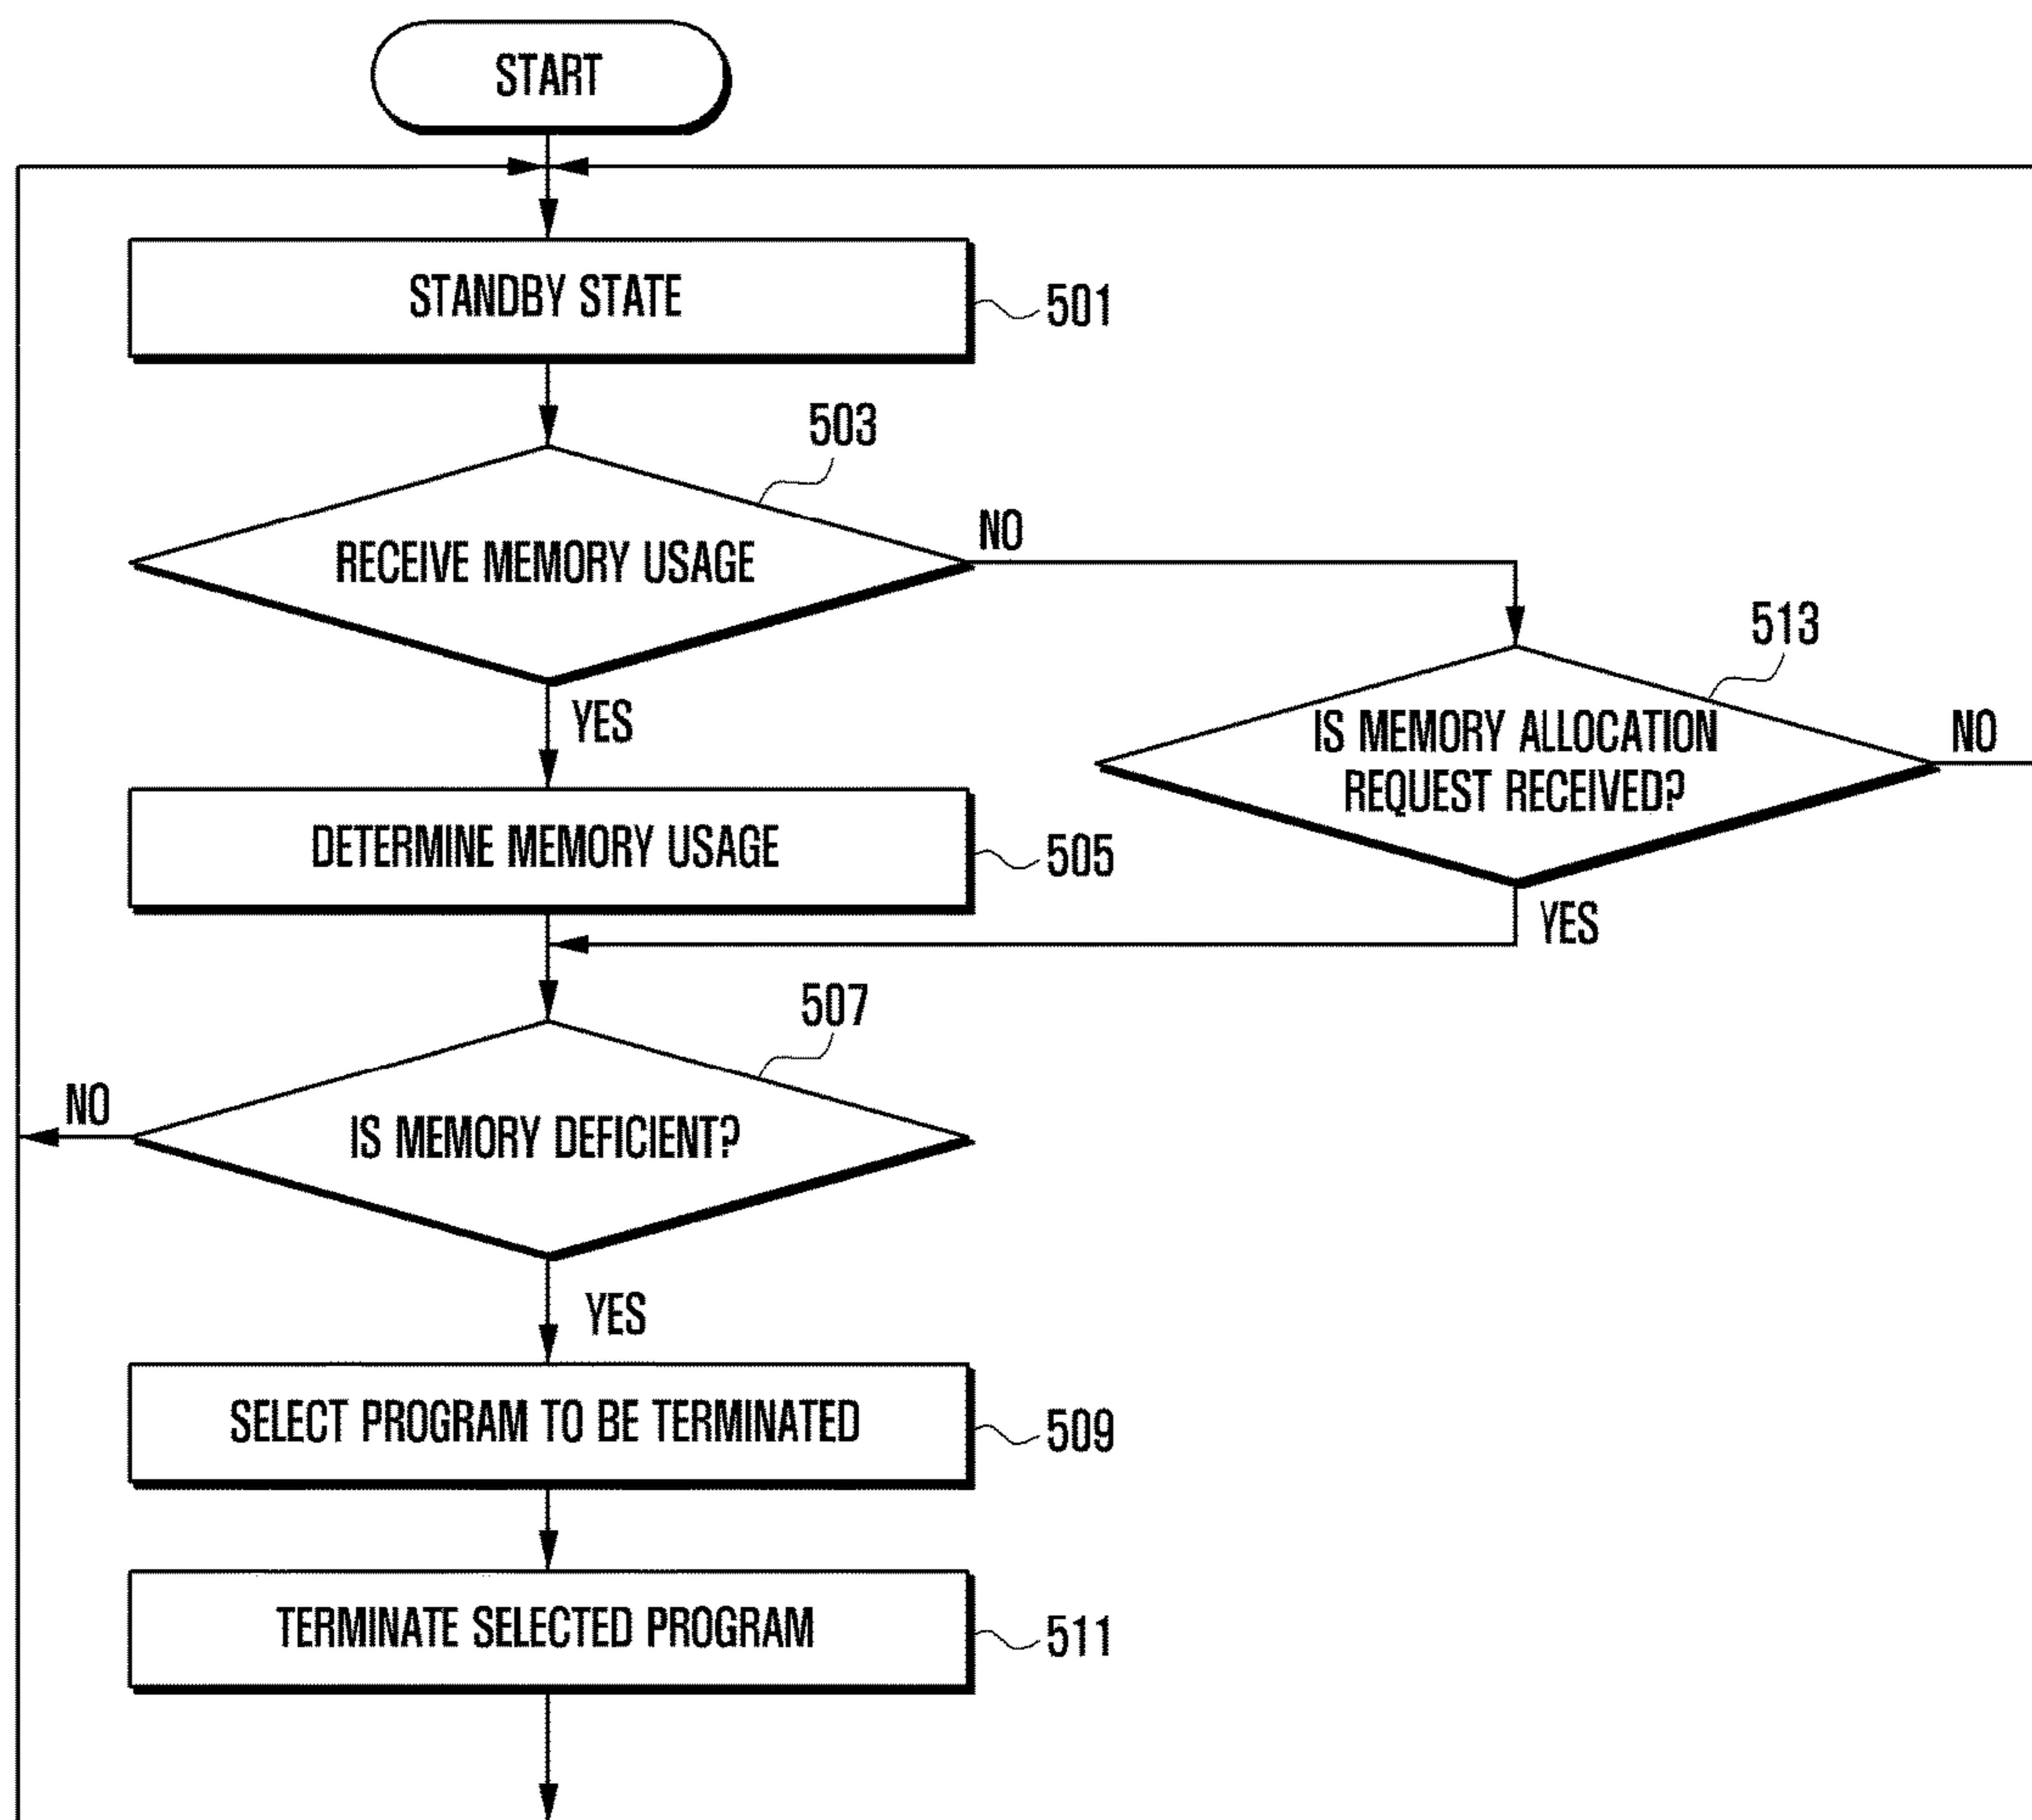 START
STANDBY STATE
501
503
RECEIVE MEMORY USAGE
NO
YES
513
IS MEMORY ALLOCATION
REQUEST RECEIVED?
NO
YES
DETERMINE MEMORY USAGE
505
507
IS MEMORY DEFICIENT?
NO
YES
SELECT PROGRAM TO BE TERMINATED
509
TERMINATE SELECTED PROGRAM
511